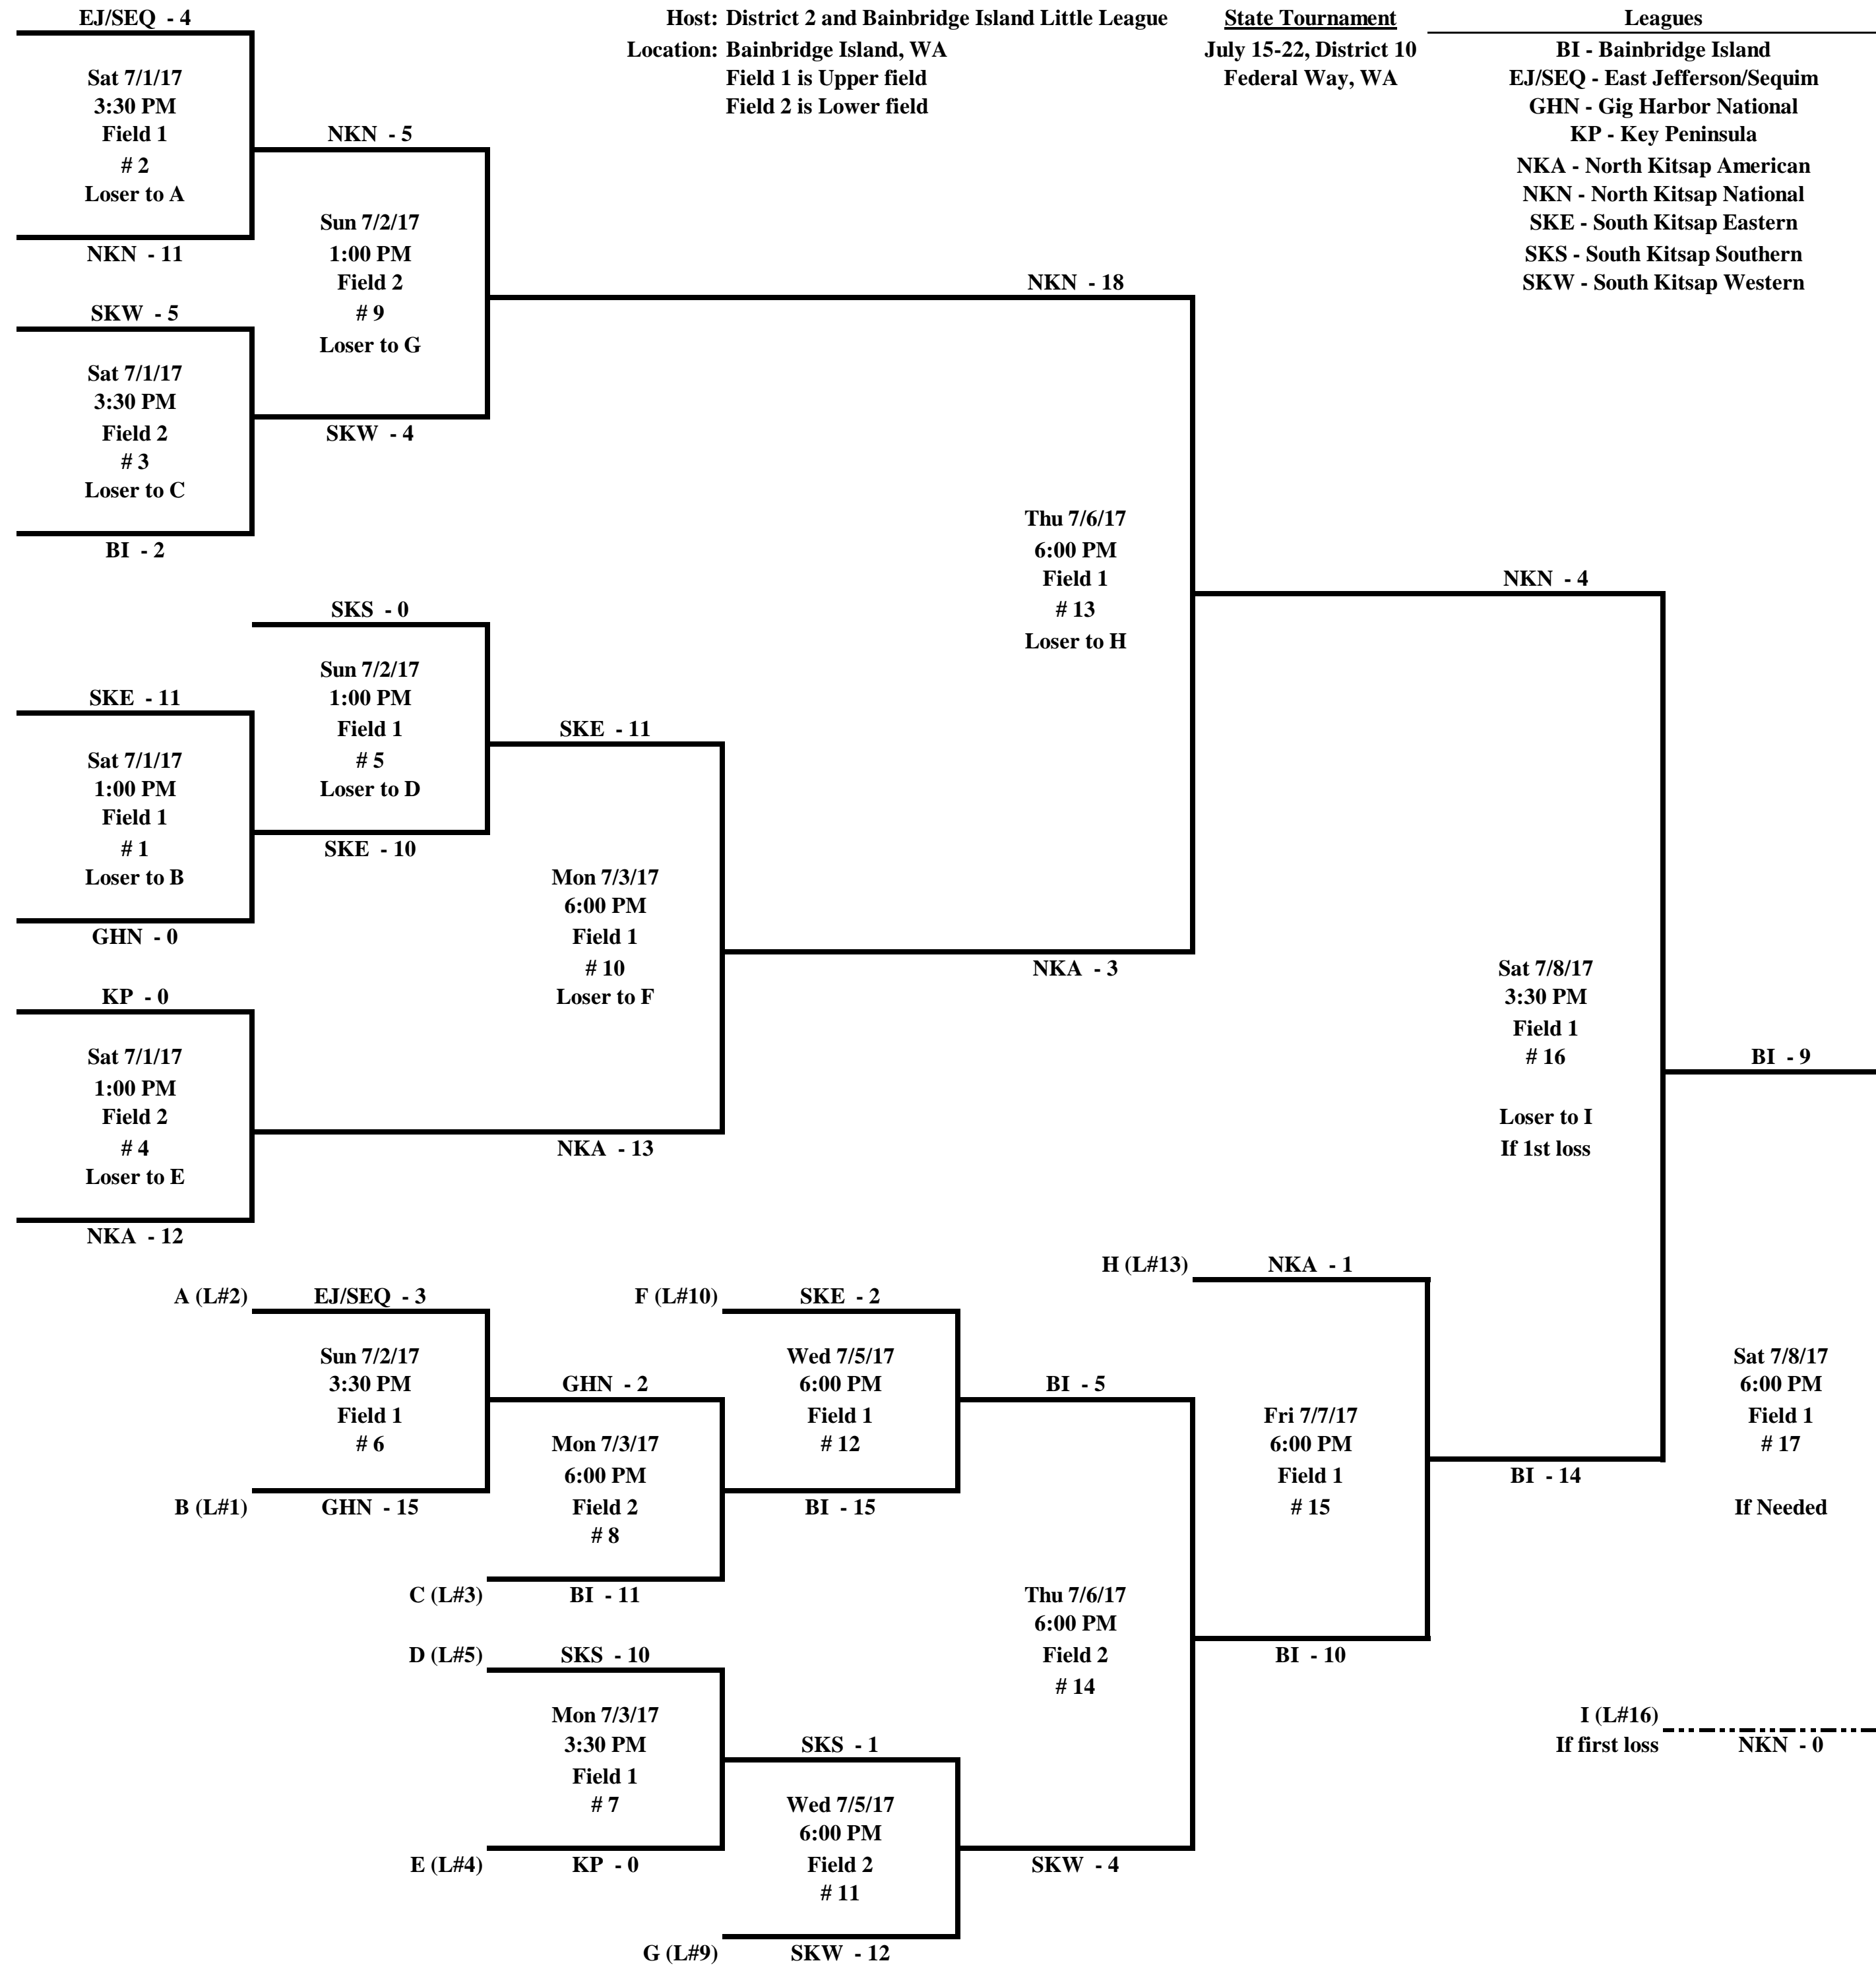 EJ/SEQ - 4
Host: District 2 and Bainbridge Island Little League
State Tournament
Leagues
Location: Bainbridge Island, WA
July 15-22, District 10
BI - Bainbridge Island
Field 1 is Upper field
Federal Way, WA
EJ/SEQ - East Jefferson/Sequim
Field 2 is Lower field
GHN - Gig Harbor National
KP - Key Peninsula
NKA - North Kitsap American
NKN - North Kitsap National
SKE - South Kitsap Eastern
SKS - South Kitsap Southern
SKW - South Kitsap Western
Sat 7/1/17
3:30 PM
Field 1
# 2
Loser to A
NKN - 11
NKN - 5
Sun 7/2/17
1:00 PM
Field 2
# 9
Loser to G
SKW - 4
SKW - 5
Sat 7/1/17
3:30 PM
Field 2
# 3
Loser to C
BI - 2
NKN - 18
Thu 7/6/17
6:00 PM
Field 1
# 13
Loser to H
NKA - 3
NKN - 4
SKS - 0
Sun 7/2/17
1:00 PM
Field 1
# 5
Loser to D
SKE - 10
SKE - 11
Sat 7/1/17
1:00 PM
Field 1
# 1
Loser to B
GHN - 0
SKE - 11
Mon 7/3/17
6:00 PM
Field 1
# 10
Loser to F
NKA - 13
KP - 0
Sat 7/1/17
1:00 PM
Field 2
# 4
Loser to E
NKA - 12
Sat 7/8/17
3:30 PM
Field 1
# 16
Loser to I
If 1st loss
BI - 9
A (L#2)
EJ/SEQ - 3
Sun 7/2/17
3:30 PM
Field 1
# 6
B (L#1)
GHN - 15
GHN - 2
Mon 7/3/17
6:00 PM
Field 2
# 8
C (L#3)
BI - 11
F (L#10)
SKE - 2
Wed 7/5/17
6:00 PM
Field 1
# 12
BI - 15
BI - 5
Thu 7/6/17
6:00 PM
Field 2
# 14
SKW - 4
H (L#13)
NKA - 1
Fri 7/7/17
6:00 PM
Field 1
# 15
BI - 10
BI - 14
Sat 7/8/17
6:00 PM
Field 1
# 17
If Needed
D (L#5)
SKS - 10
Mon 7/3/17
3:30 PM
Field 1
# 7
E (L#4)
KP - 0
SKS - 1
Wed 7/5/17
6:00 PM
Field 2
# 11
G (L#9)
SKW - 12
I (L#16)
If first loss
NKN - 0